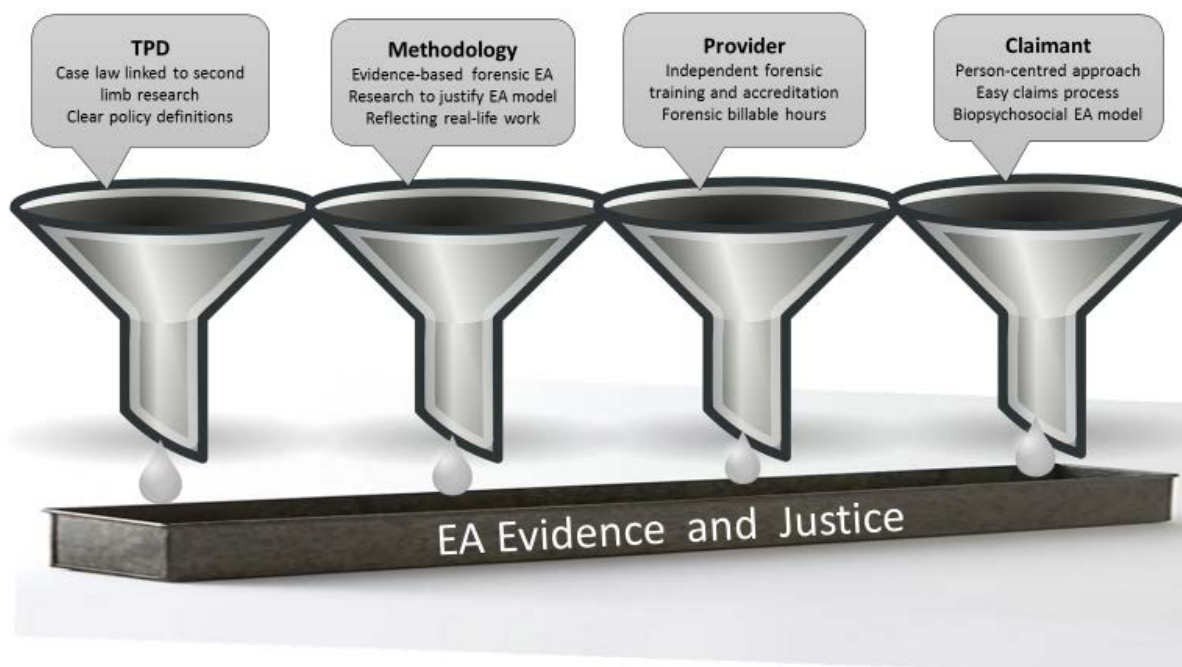 TPD
Case law linked to second
limb research
Clear policy definitions
Methodology
Evidence-based forensic EA
Research to justify EA model
Reflecting real-life work
Provider
Independent forensic
training and accreditation
Forensic billable hours
Claimant
Person-centred approach
Easy claims process
Biopsychosocial EA model
EA Evidence and Justice